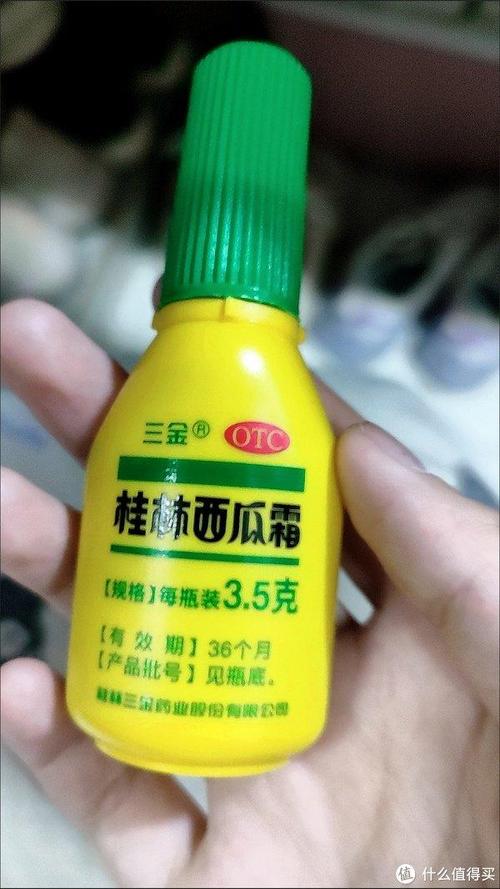 三金® OTC
桂林西瓜霜
【规格】每瓶装3.5克
【有 效 期】36个月
【产品批号】见瓶底。
桂林三金药业股份有限公司
值 什么值得买